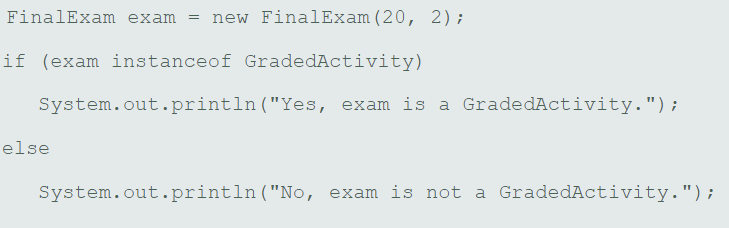 FinalExam exam = new FinalExam(20, 2);
if (exam instanceof GradedActivity)
System.out.println("Yes, exam is a GradedActivity.");
else
System.out.println("No, exam is not a GradedActivity.");